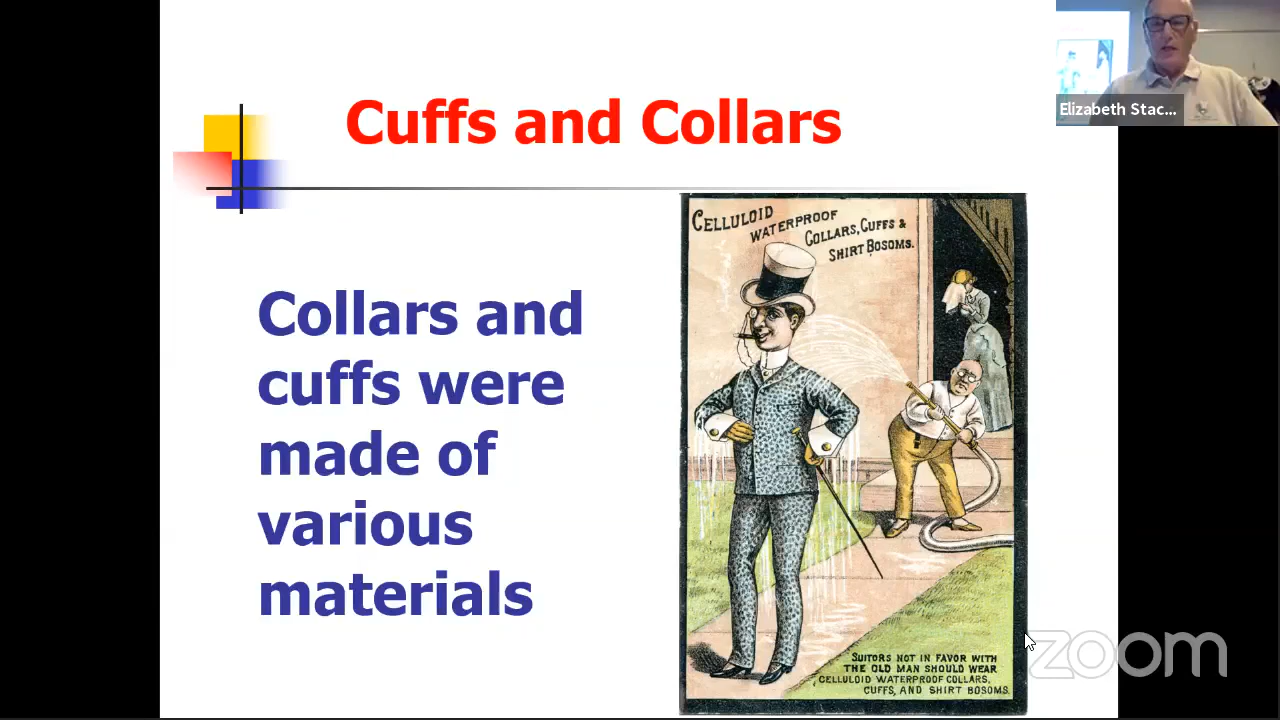 Cuffs and Collars
Elizabeth Stac...
Collars and
cuffs were
made of
various
materials
CELLULOID
WATERPROOF
COLLARS, CUFFS &
SHIRT BOSOMS.
SUITORS NOT IN FAVOR WITH
THE OLD MAN SHOULD WEAR
CELLULOID WATERPROOF COLLARS,
CUFFS, AND SHIRT BOSOMS.
zoom